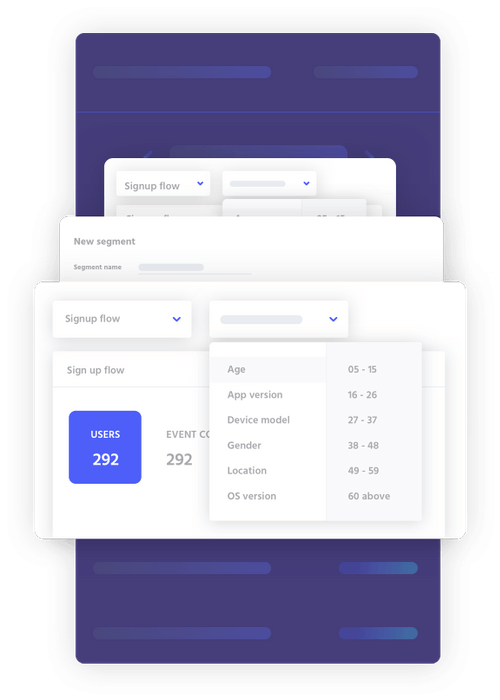 Signup flow
New segment
Segment name
Signup flow
Sign up flow
USERS
292
EVENT CO
292
Age 05 - 15
App version 16 - 26
Device model 27 - 37
Gender 38 - 48
Location 49 - 59
OS version 60 above